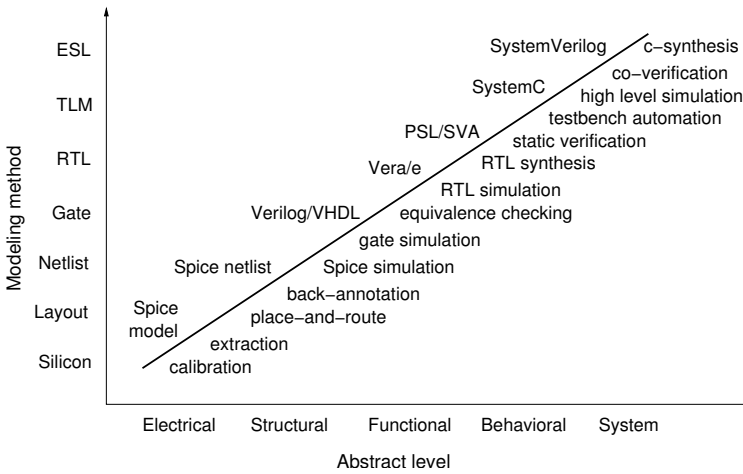 ESL
SystemVerilog
c−synthesis
co−verification
SystemC
high level simulation
TLM
testbench automation
PSL/SVA
static verification
RTL
RTL synthesis
Vera/e
RTL simulation
Modeling method
Gate
Verilog/VHDL
equivalence checking
gate simulation
Netlist
Spice netlist
Spice simulation
back−annotation
Layout
Spice
model
place−and−route
extraction
Silicon
calibration
Electrical
Structural
Functional
Behavioral
System
Abstract level